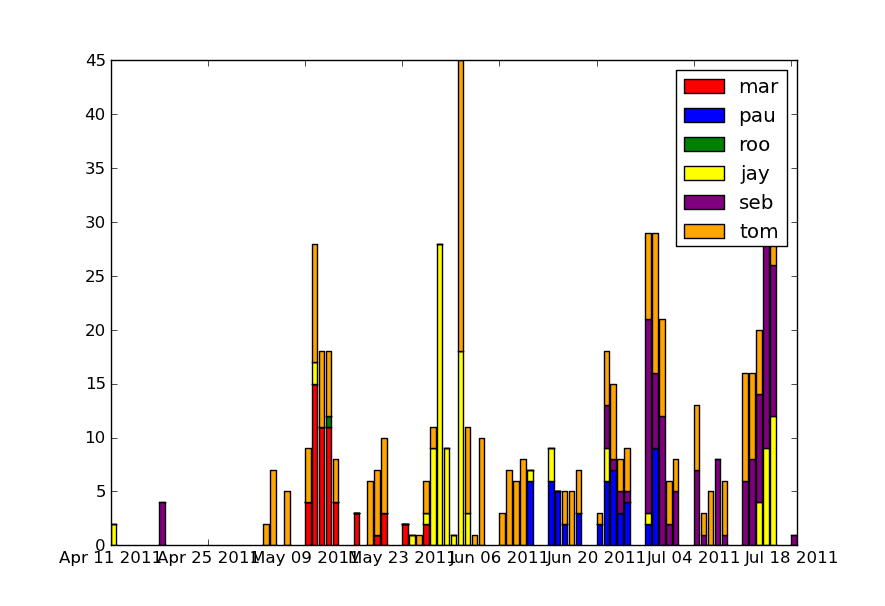 45
40
35
30
25
20
15
10
5
0
mar
pau
roo
jay
seb
tom
Apr 11 2011
Apr 25 2011
May 09 2011
May 23 2011
Jun 06 2011
Jun 20 2011
Jul 04 2011
Jul 18 2011